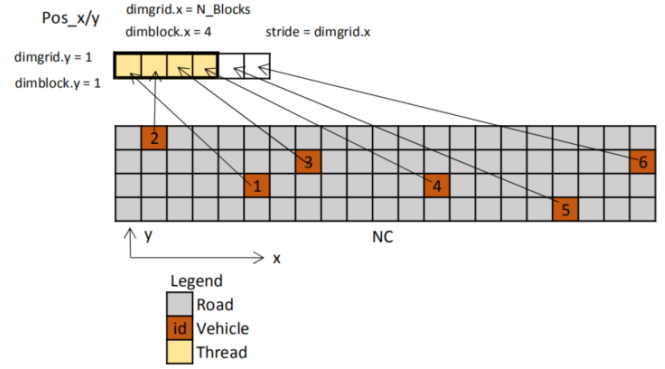 Pos_x/y
dimgrid.x = N_Blocks
dimblock.x = 4
stride = dimgrid.x
dimgrid.y = 1
dimblock.y = 1
2
3
6
1
4
5
y
NC
x
Legend
Road
id Vehicle
Thread